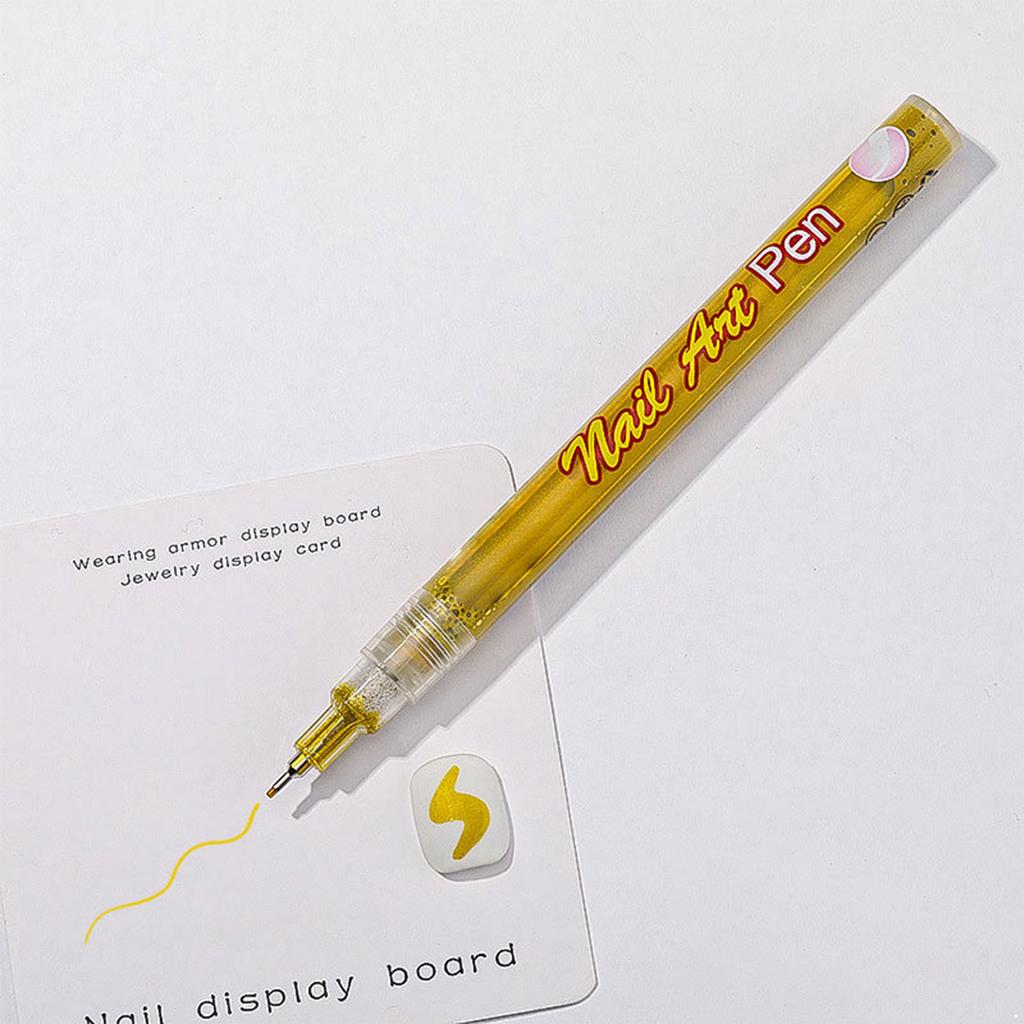 Nail Art Pen
Wearing armor display board
Jewelry display card
Nail display board